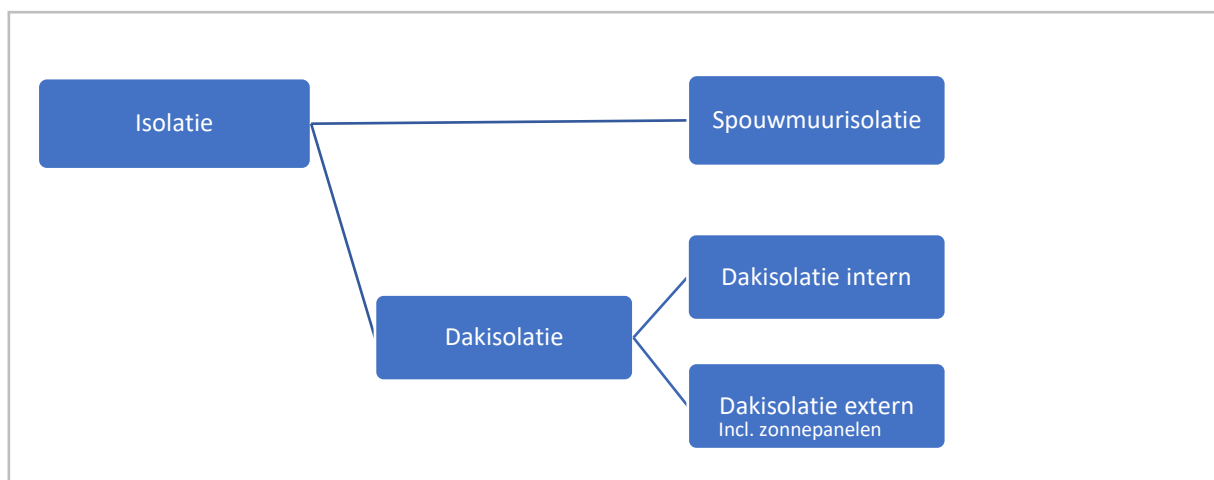 Isolatie
Spouwmuurisolatie
Dakisolatie intern
Dakisolatie
Dakisolatie extern
Incl. zonnepanelen